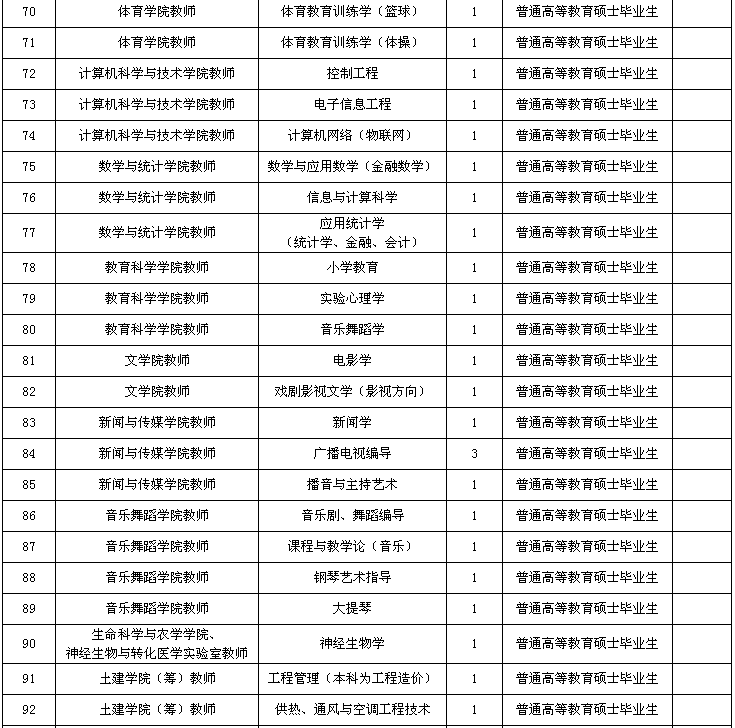 70 体育学院教师 体育教育训练学（篮球） 1 普通高等教育硕士毕业生
71 体育学院教师 体育教育训练学（体操） 1 普通高等教育硕士毕业生
72 计算机科学与技术学院教师 控制工程 1 普通高等教育硕士毕业生
73 计算机科学与技术学院教师 电子信息工程 1 普通高等教育硕士毕业生
74 计算机科学与技术学院教师 计算机网络（物联网） 1 普通高等教育硕士毕业生
75 数学与统计学院教师 数学与应用数学（金融数学） 1 普通高等教育硕士毕业生
76 数学与统计学院教师 信息与计算科学 1 普通高等教育硕士毕业生
77 数学与统计学院教师 应用统计学
（统计学、金融、会计） 1 普通高等教育硕士毕业生
78 教育科学学院教师 小学教育 1 普通高等教育硕士毕业生
79 教育科学学院教师 实验心理学 1 普通高等教育硕士毕业生
80 教育科学学院教师 音乐舞蹈学 1 普通高等教育硕士毕业生
81 文学院教师 电影学 1 普通高等教育硕士毕业生
82 文学院教师 戏剧影视文学（影视方向） 1 普通高等教育硕士毕业生
83 新闻与传媒学院教师 新闻学 1 普通高等教育硕士毕业生
84 新闻与传媒学院教师 广播电视编导 3 普通高等教育硕士毕业生
85 新闻与传媒学院教师 播音与主持艺术 1 普通高等教育硕士毕业生
86 音乐舞蹈学院教师 音乐剧、舞蹈编导 1 普通高等教育硕士毕业生
87 音乐舞蹈学院教师 课程与教学论（音乐） 1 普通高等教育硕士毕业生
88 音乐舞蹈学院教师 钢琴艺术指导 1 普通高等教育硕士毕业生
89 音乐舞蹈学院教师 大提琴 1 普通高等教育硕士毕业生
90 生命科学与农学学院、
神经生物与转化医学实验室教师 神经生物学 1 普通高等教育硕士毕业生
91 土建学院（筹）教师 工程管理（本科为工程造价） 1 普通高等教育硕士毕业生
92 土建学院（筹）教师 供热、通风与空调工程技术 1 普通高等教育硕士毕业生